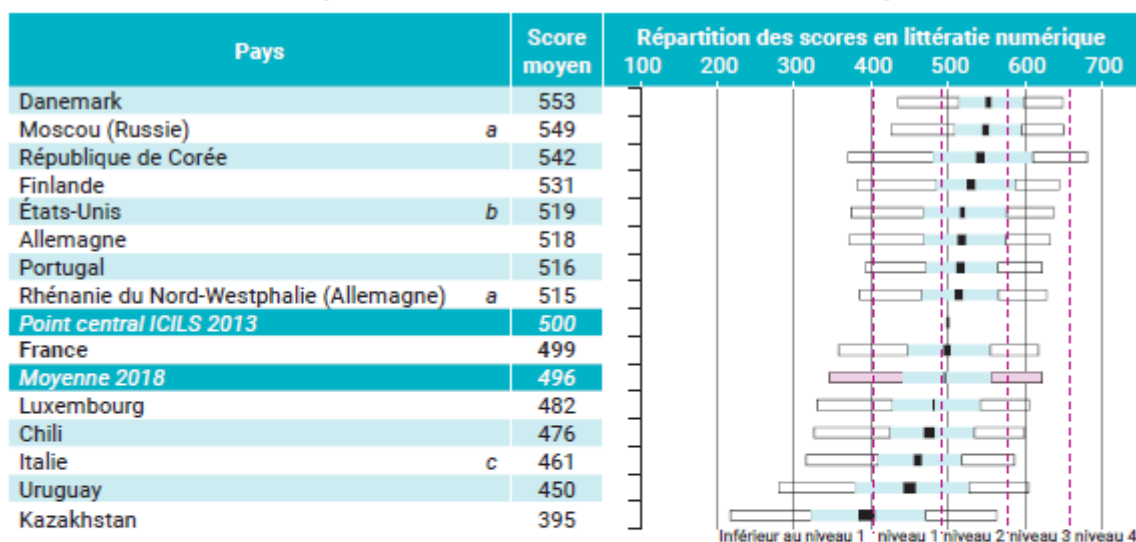 Pays Score moyen Répartition des scores en littératie numérique
100 200 300 400 500 600 700
Danemark 553
Moscou (Russie) a 549
République de Corée 542
Finlande 531
États-Unis b 519
Allemagne 518
Portugal 516
Rhénanie du Nord-Westphalie (Allemagne) a 515
Point central ICILS 2013 500
France 499
Moyenne 2018 496
Luxembourg 482
Chili 476
Italie c 461
Uruguay 450
Kazakhstan 395
Inférieur au niveau 1 niveau 1 niveau 2 niveau 3 niveau 4